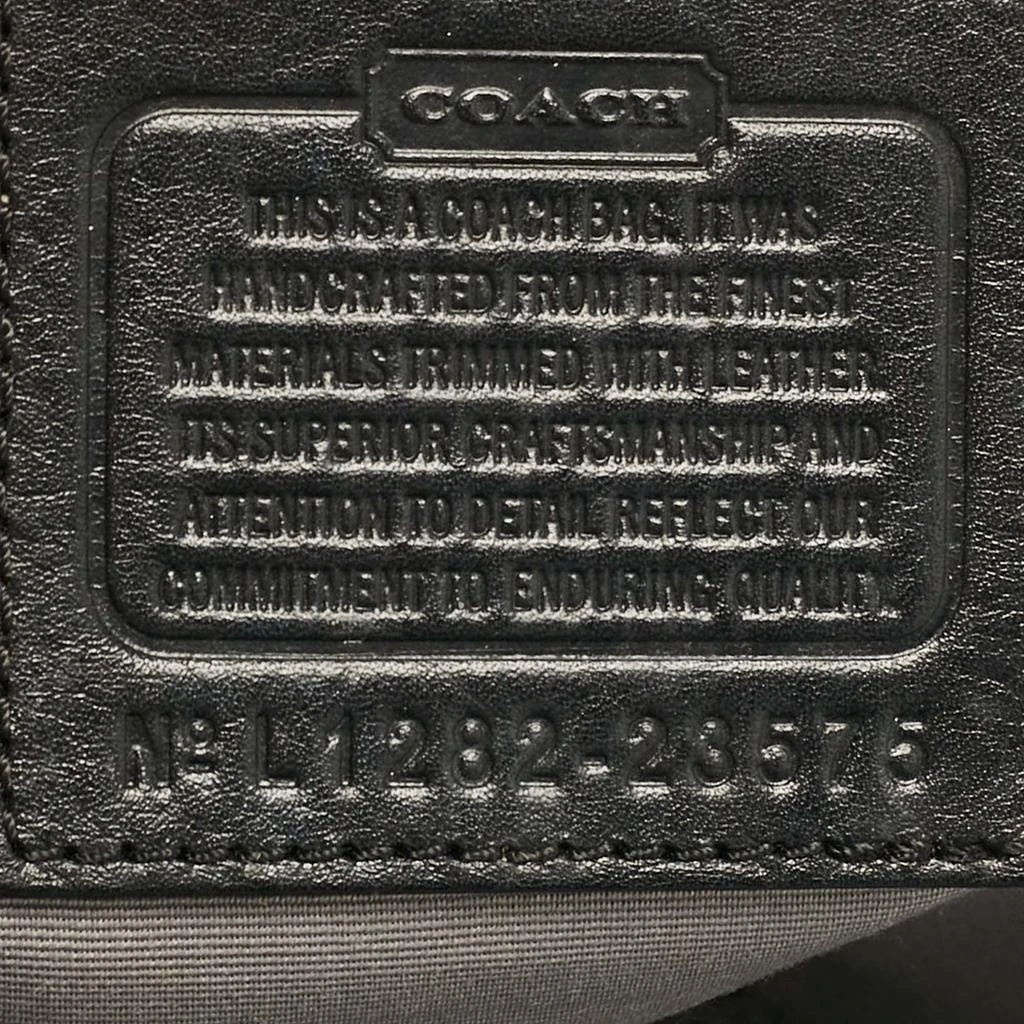 COACH
THIS IS A COACH BAG. IT WAS
HANDCRAFTED FROM THE FINEST
MATERIALS TRIMMED WITH LEATHER.
ITS SUPERIOR CRAFTSMANSHIP AND
ATTENTION TO DETAIL REFLECT OUR
COMMITMENT TO ENDURING QUALITY.
Nº L1282-23575